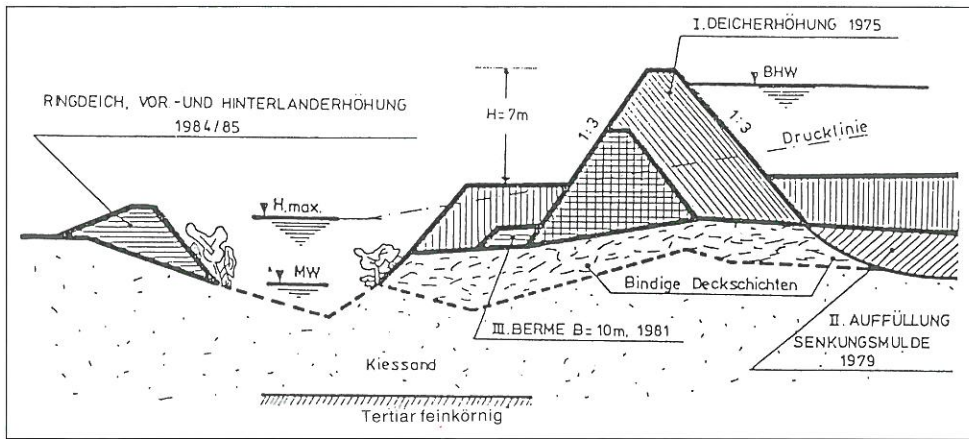 I. DEICHERHÖHUNG 1975
BHW
RINGDEICH, VOR.-UND HINTERLANDERHÖHUNG
1984/85
H=7m
1:3
1:3
Drucklinie
H.max.
MW
Bindige Deckschichten
III. BERME B=10m, 1981
II. AUFFÜLLUNG
SENKUNGSMULDE
1979
Kiessand
Tertiär feinkörnig